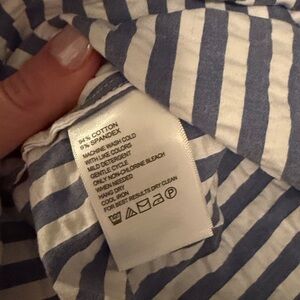 94% COTTON
6% SPANDEX
MACHINE WASH COLD
WITH LIKE COLORS
MILD DETERGENT
GENTLE CYCLE
ONLY NON-CHLORINE BLEACH
WHEN NEEDED
HANG DRY
COOL IRON
FOR BEST RESULTS DRY CLEAN